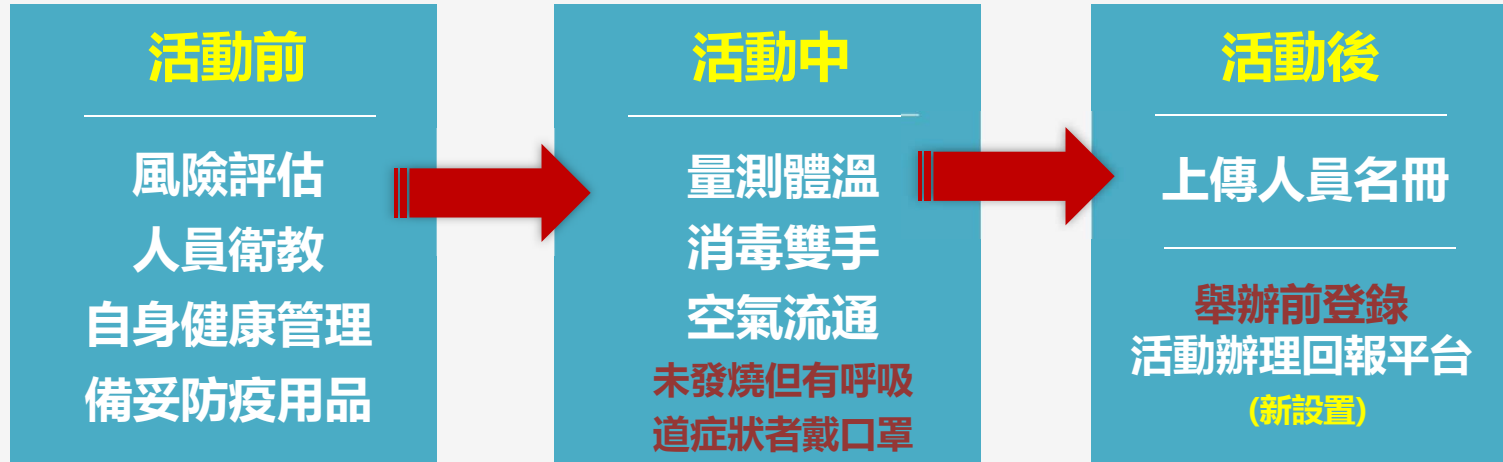 活動前
風險評估
人員衛教
自身健康管理
備妥防疫用品
活動中
量測體溫
消毒雙手
空氣流通
未發燒但有呼吸
道症狀者戴口罩
活動後
上傳人員名冊
舉辦前登錄
活動辦理回報平台
(新設置)